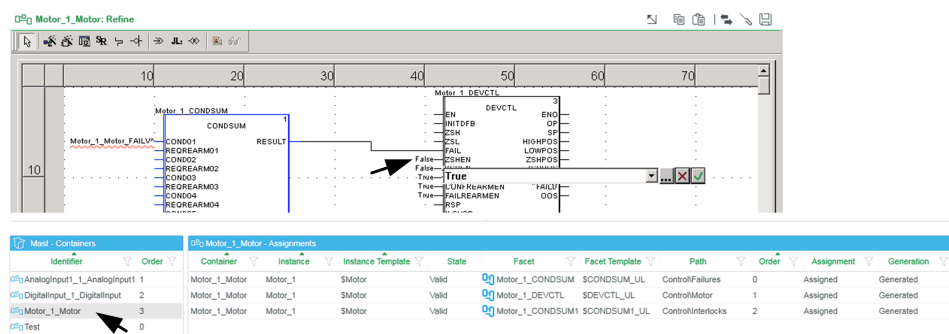 Motor_1_Motor: Refine
SR
JL:
10 20 30 40 50 60 70
Motor_1_CONDSUM
1
CONDSUM
Motor_1_Motor_FAILV^
COND01 RESULT
REQREARM01
COND02
REQREARM02
COND03
REQREARM03
COND04
REQREARM04
10
Motor_1_DEVCTL
3
DEVCTL
EN ENO
INITDFB OP
ZSH SP
ZSL HIGHPOS
FAIL LOWPOS
False ZSHEN ZSHPOS
False
True True ...
True CONFREARMEN FAILD
True FAILREARMEN OOS
RSP
Mast - Containers
Identifier Order
AnalogInput1_1_AnalogInput1 1
DigitalInput_1_DigitalInput 2
Motor_1_Motor 3
Test 0
Motor_1_Motor - Assignments
Container Instance Instance Template State Facet Facet Template Path Order Assignment Generation
Motor_1_Motor Motor_1 $Motor Valid Motor_1_CONDSUM $CONDSUM_UL Control\Failures 0 Assigned Generated
Motor_1_Motor Motor_1 $Motor Valid Motor_1_DEVCTL $DEVCTL_UL Control\Motor 1 Assigned Generated
Motor_1_Motor Motor_1 $Motor Valid Motor_1_CONDSUM1 $CONDSUM1_UL Control\Interlocks 2 Assigned Generated